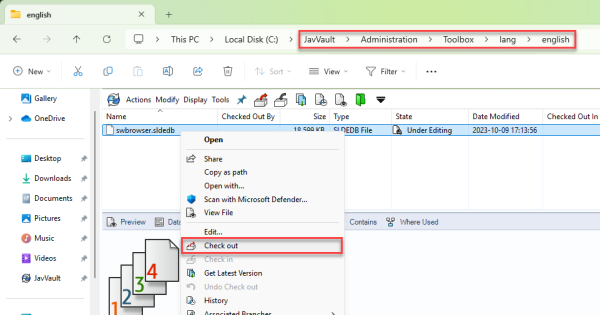 english
This PC > Local Disk (C:) > JavVault > Administration > Toolbox > lang > english
New Sort View Filter
Gallery
OneDrive
Desktop
Downloads
Documents
Pictures
Music
Videos
JavVault
Actions Modify Display Tools
Name Checked Out By Size Type State Date Modified Checked Out In
swbrowser.sldedb 18,599 KB SLDEDB File Under Editing 2023-10-09 17:13:56
Open
Share
Copy as path
Open with...
Scan with Microsoft Defender...
View File
Edit...
Check out
Check in
Get Latest Version
Undo Check out
History
Associated Branches
Preview Data Contains Where Used
1 2 3 4